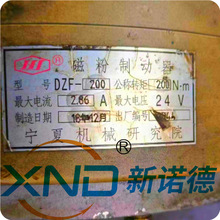 磁粉制动器
型号 DZF-200 公称转矩 200 N·m
最大电流 2.66 A 最大电压 24 V
制造日期 16年12月 出厂编号
宁夏机械研究院
XND 新诺德